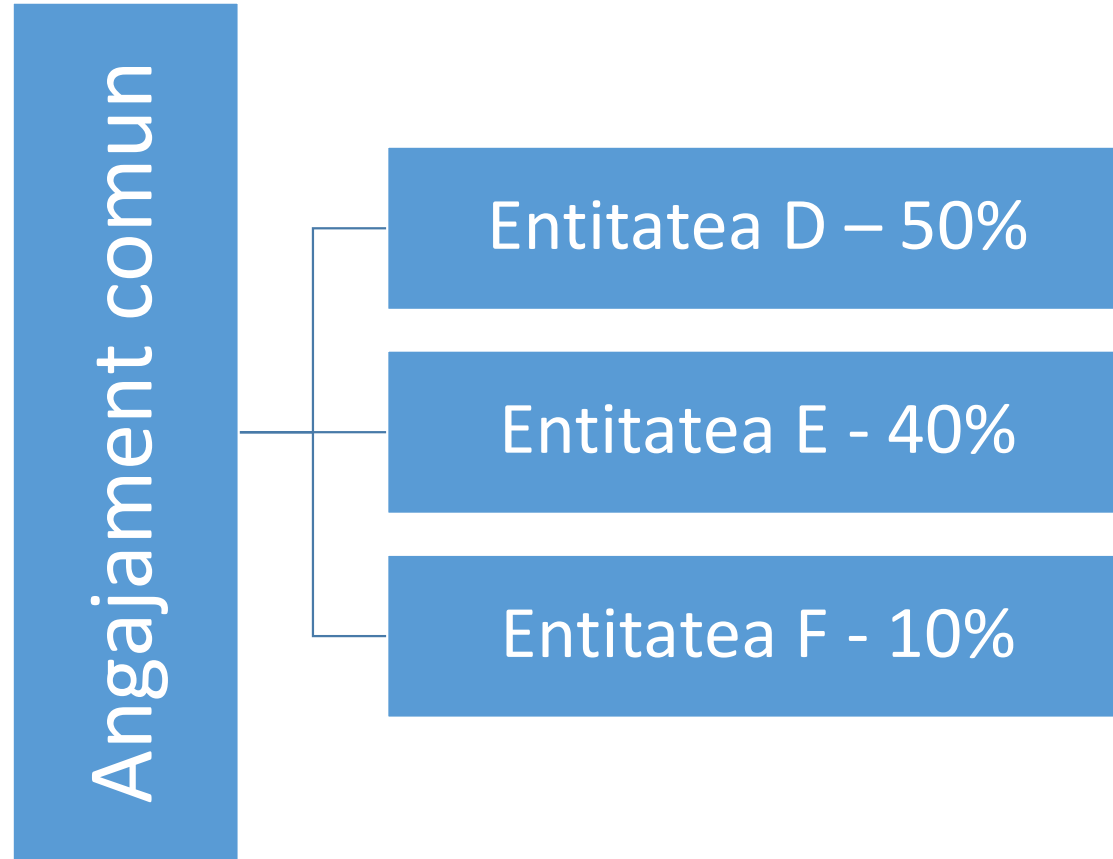 Angajament comun
Entitatea D – 50%
Entitatea E - 40%
Entitatea F - 10%